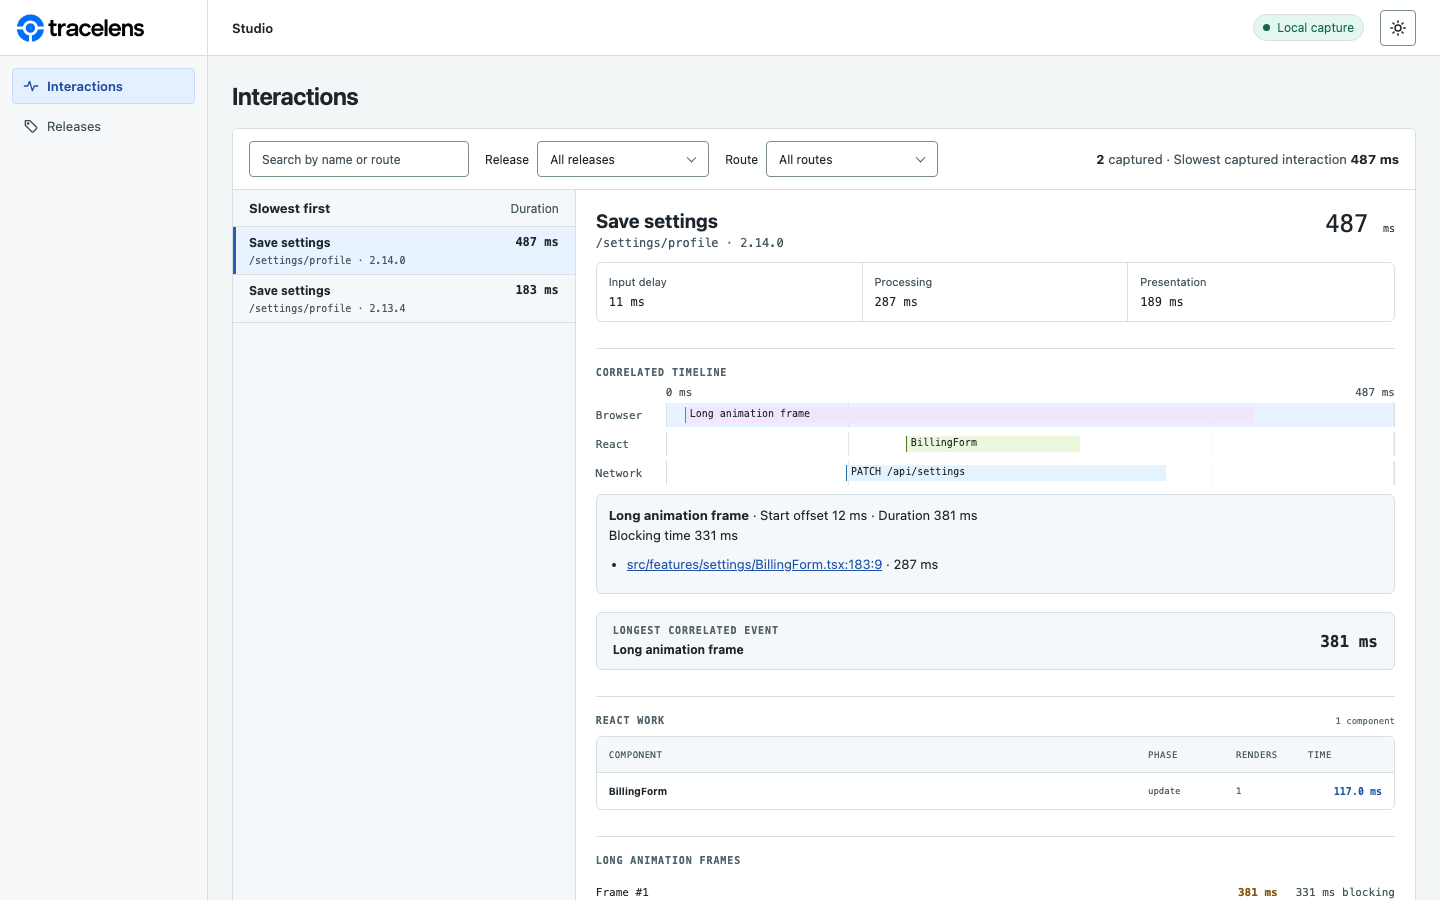 tracelens
Studio
Local capture
Interactions
Releases
Interactions
Search by name or route
Release
All releases
Route
All routes
2 captured · Slowest captured interaction 487 ms
Slowest first
Duration
Save settings
487 ms
/settings/profile · 2.14.0
Save settings
183 ms
/settings/profile · 2.13.4
Save settings
487 ms
/settings/profile · 2.14.0
Input delay
11 ms
Processing
287 ms
Presentation
189 ms
CORRELATED TIMELINE
0 ms
487 ms
Browser
Long animation frame
React
BillingForm
Network
PATCH /api/settings
Long animation frame · Start offset 12 ms · Duration 381 ms
Blocking time 331 ms
• src/features/settings/BillingForm.tsx:183:9 · 287 ms
LONGEST CORRELATED EVENT
Long animation frame
381 ms
REACT WORK
1 component
COMPONENT
PHASE
RENDERS
TIME
BillingForm
update
1
117.0 ms
LONG ANIMATION FRAMES
Frame #1
381 ms
331 ms blocking